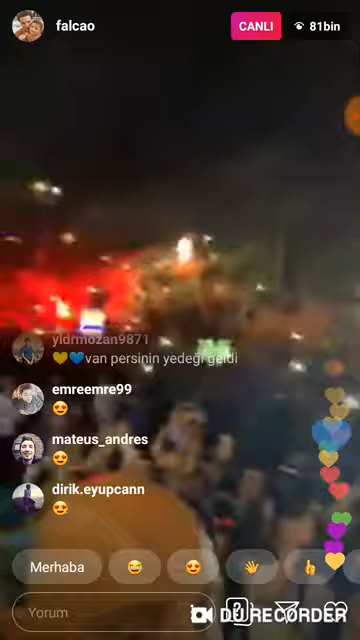 falcao
CANLI
81bin
yldrmozan9871
💛💙van persinin yedeği geldi
emreemre99
😍
mateus_andres
😍
dirik.eyupcann
😍
Merhaba 😂 😍 👋 👍
Yorum
DU RECORDER